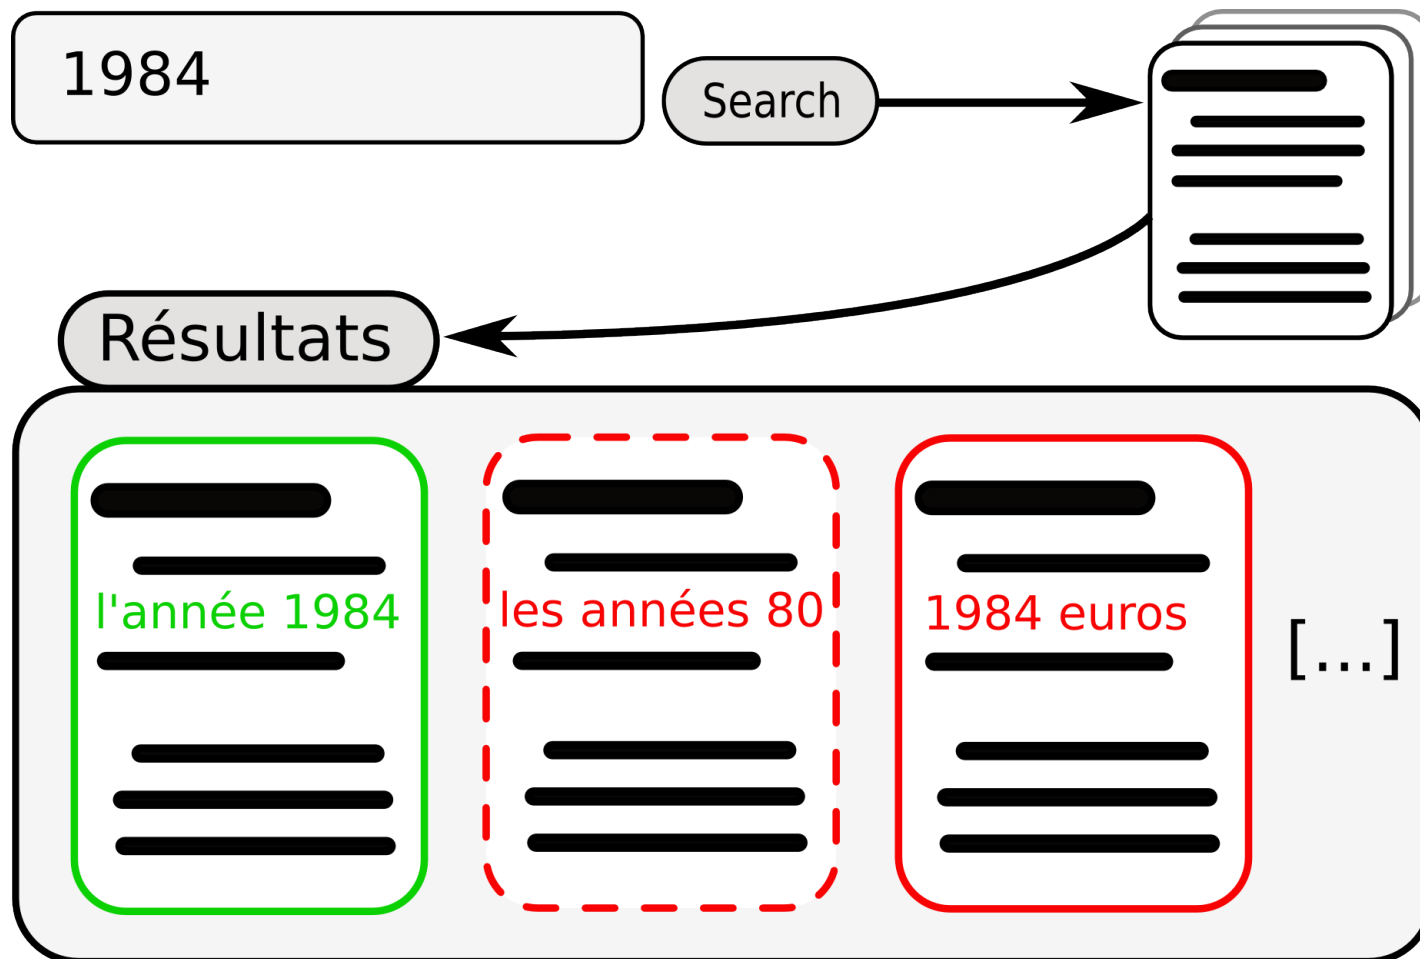 1984
Search
Résultats
l'année 1984
les années 80
1984 euros
[...]